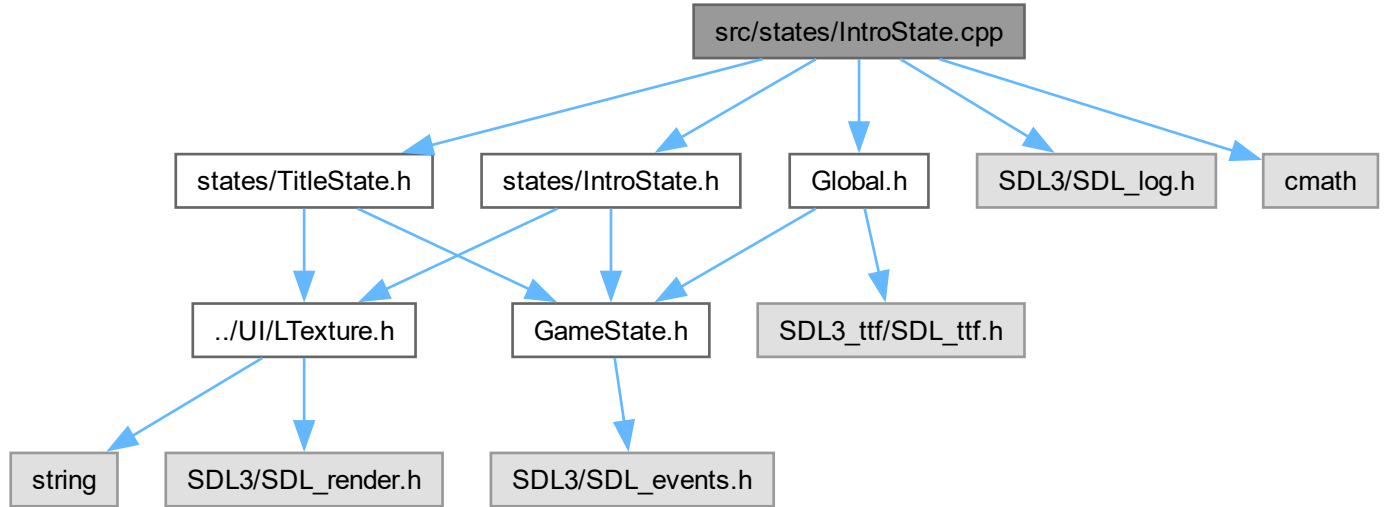 src/states/IntroState.cpp
states/TitleState.h
states/IntroState.h
Global.h
SDL3/SDL_log.h
cmath
../UI/LTexture.h
GameState.h
SDL3_ttf/SDL_ttf.h
string
SDL3/SDL_render.h
SDL3/SDL_events.h